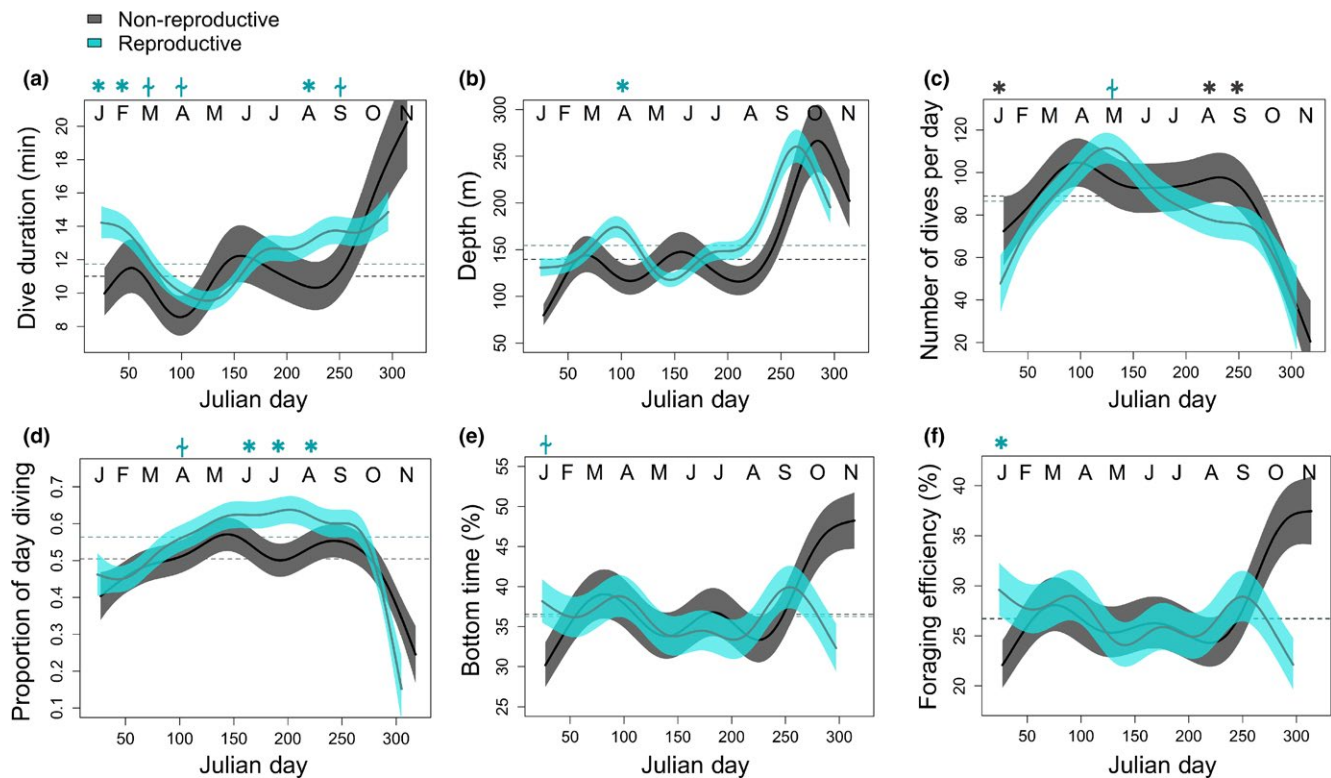 Non-reproductive
Reproductive
(a)
* * ⍭ ⍭ * ⍭
J F M A M J J A S O N
Dive duration (min)
20
18
16
14
12
10
8
50 100 150 200 250 300
Julian day
(b)
*
J F M A M J J A S O N
Depth (m)
300
250
200
150
100
50
50 100 150 200 250 300
Julian day
(c)
* ⍭ * *
J F M A M J J A S O N
Number of dives per day
120
100
80
60
40
20
50 100 150 200 250 300
Julian day
(d)
⍭ * * *
J F M A M J J A S O N
Proportion of day diving
0.7
0.6
0.5
0.4
0.3
0.2
0.1
50 100 150 200 250 300
Julian day
(e)
⍭
J F M A M J J A S O N
Bottom time (%)
55
50
45
40
35
30
25
50 100 150 200 250 300
Julian day
(f)
*
J F M A M J J A S O N
Foraging efficiency (%)
40
35
30
25
20
50 100 150 200 250 300
Julian day